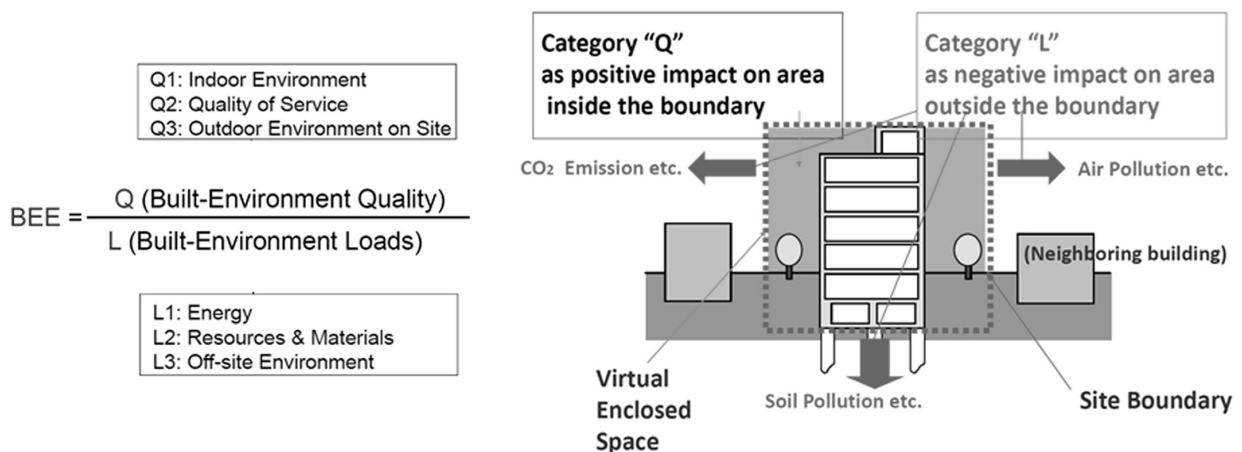 Q1: Indoor Environment
Q2: Quality of Service
Q3: Outdoor Environment on Site
BEE = Q (Built-Environment Quality)
L (Built-Environment Loads)
L1: Energy
L2: Resources & Materials
L3: Off-site Environment
Category “Q”
as positive impact on area
inside the boundary
Category “L”
as negative impact on area
outside the boundary
CO₂ Emission etc.
Air Pollution etc.
(Neighboring building)
Virtual
Enclosed
Space
Soil Pollution etc.
Site Boundary